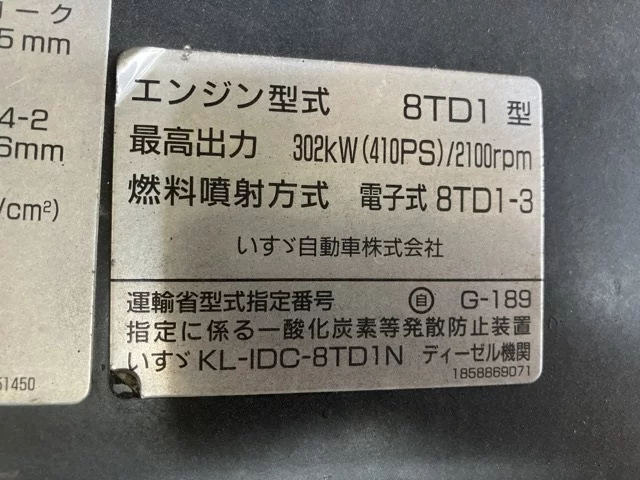 ーク
5mm
4-2
6mm
/cm²)
51450
エンジン型式 8TD1 型
最高出力 302kW(410PS)/2100rpm
燃料噴射方式 電子式 8TD1-3
いすゞ自動車株式会社
運輸省型式指定番号 ㊐ G-189
指定に係る一酸化炭素等発散防止装置
いすゞ KL-IDC-8TD1N ディーゼル機関
1858869071